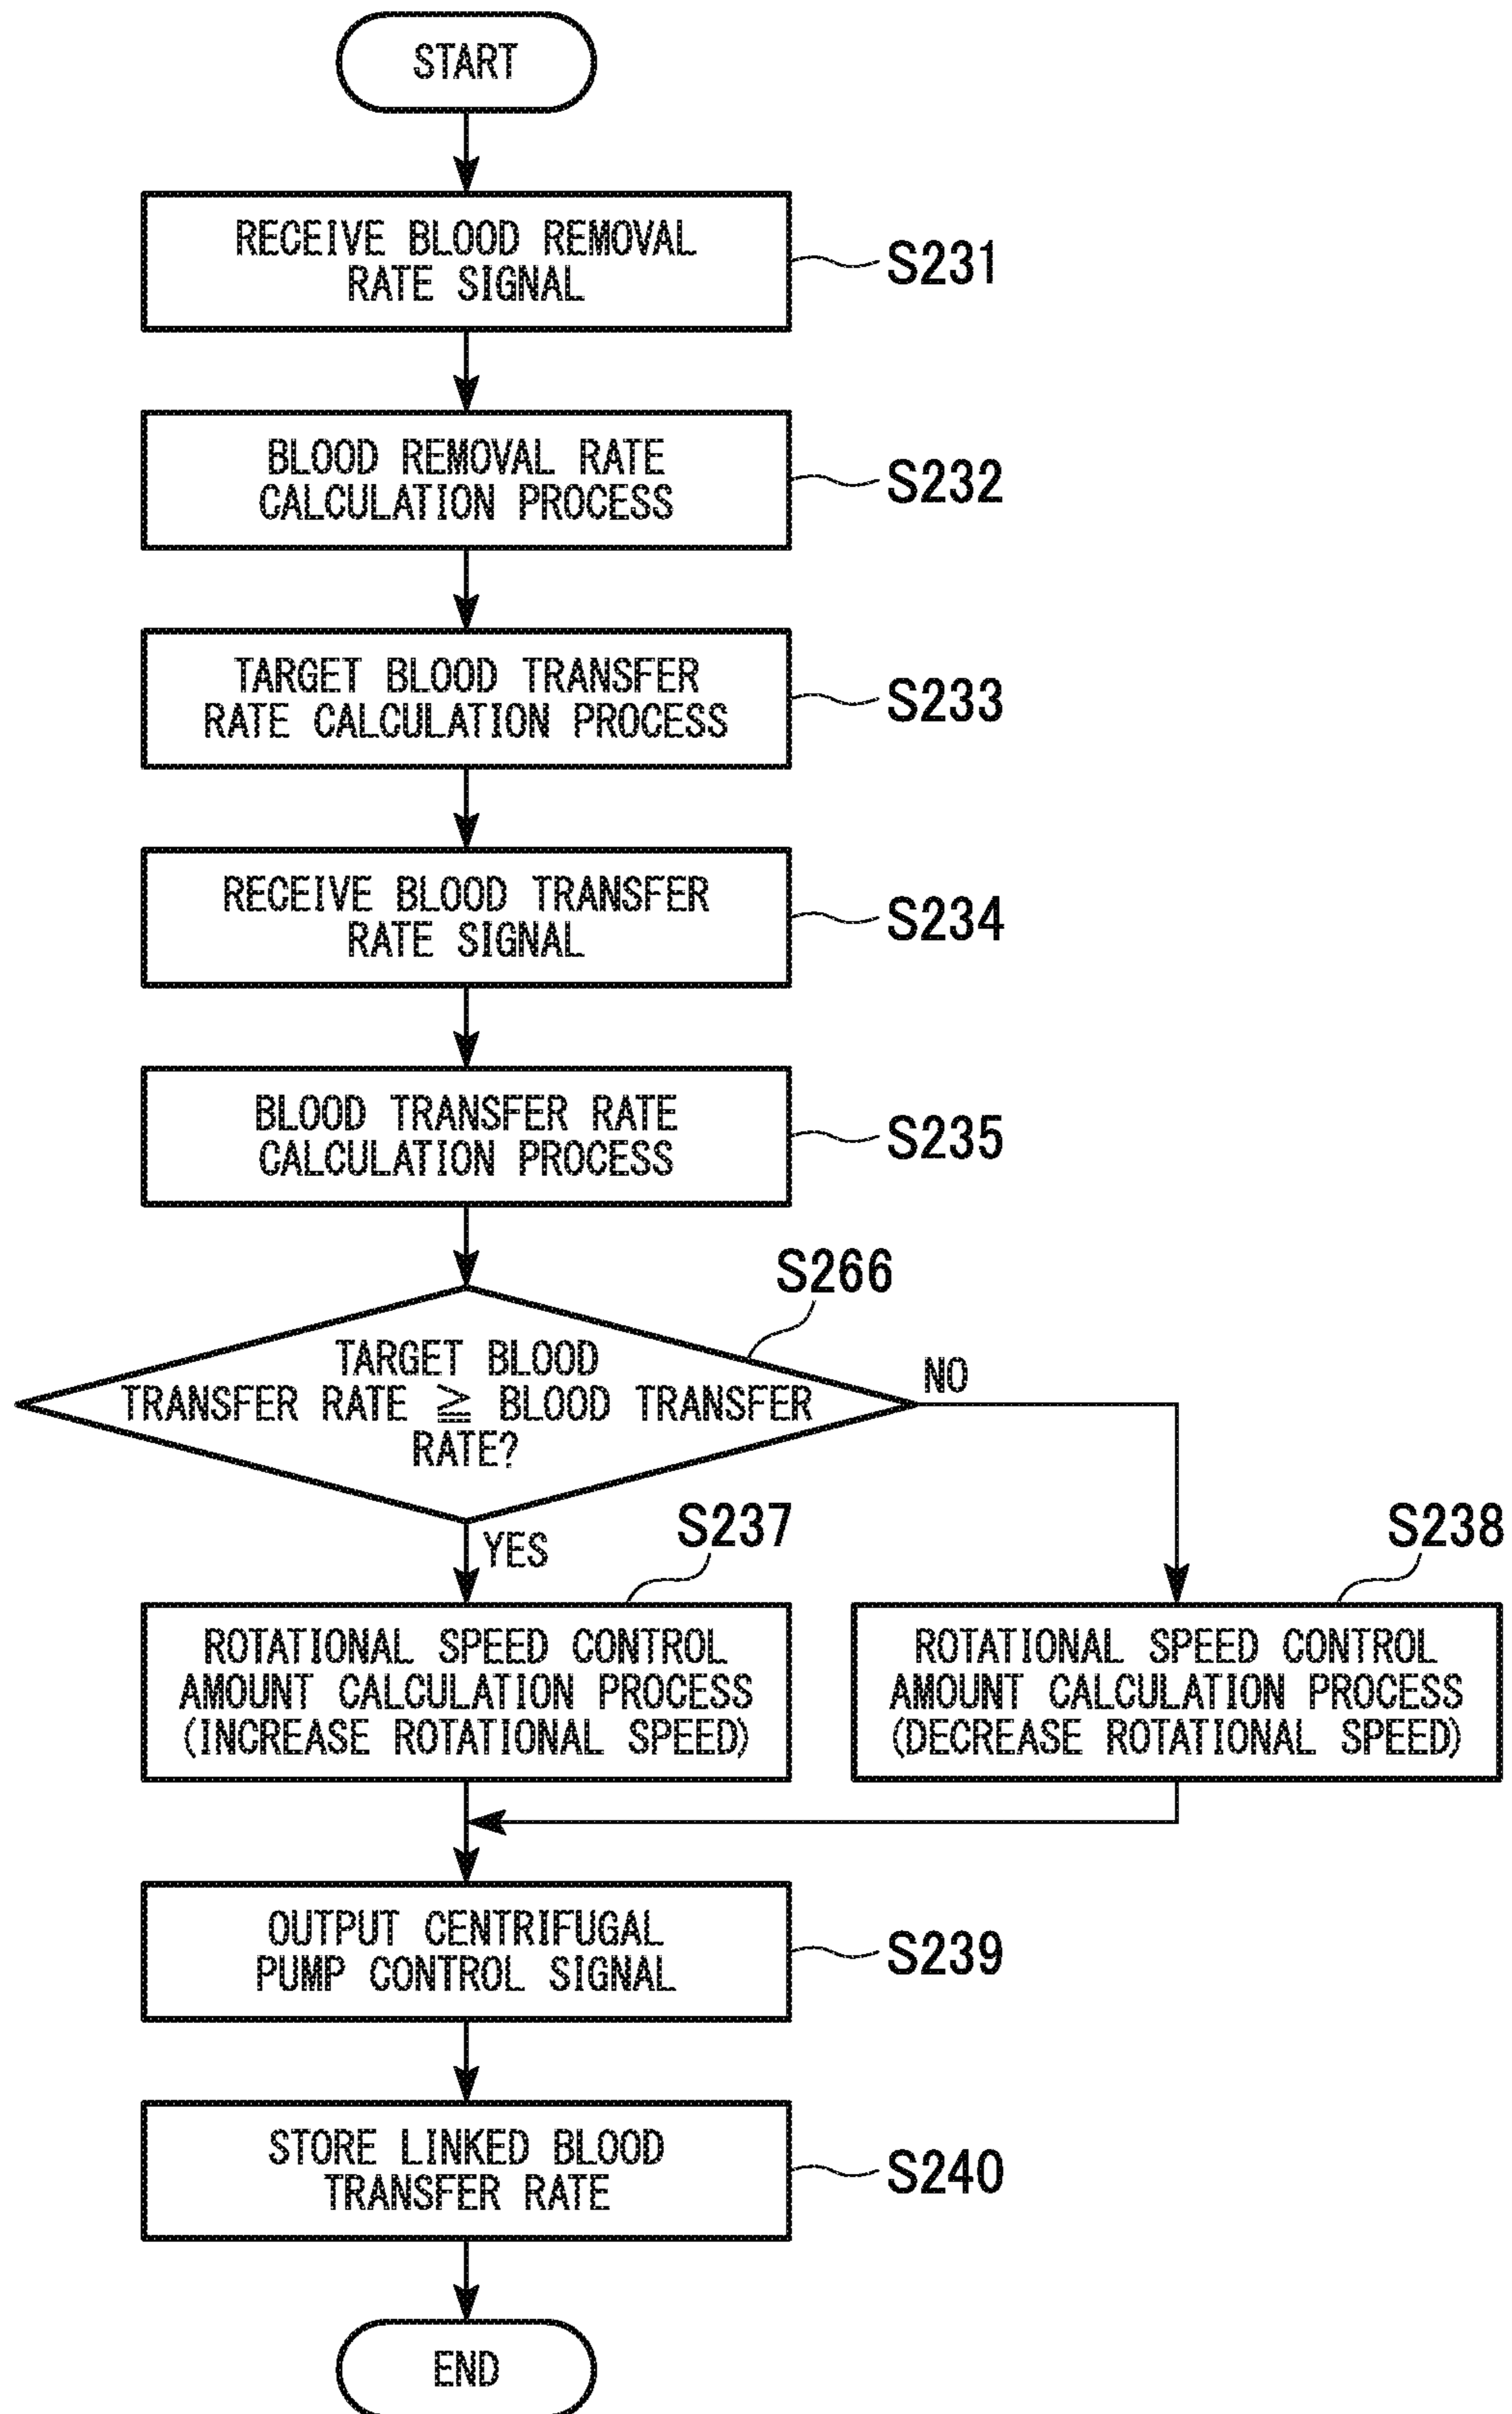 START
RECEIVE BLOOD REMOVAL
RATE SIGNAL
S231
BLOOD REMOVAL RATE
CALCULATION PROCESS
S232
TARGET BLOOD TRANSFER
RATE CALCULATION PROCESS
S233
RECEIVE BLOOD TRANSFER
RATE SIGNAL
S234
BLOOD TRANSFER RATE
CALCULATION PROCESS
S235
S266
TARGET BLOOD
TRANSFER RATE ≧ BLOOD TRANSFER
RATE?
NO
YES
S237
ROTATIONAL SPEED CONTROL
AMOUNT CALCULATION PROCESS
(INCREASE ROTATIONAL SPEED)
S238
ROTATIONAL SPEED CONTROL
AMOUNT CALCULATION PROCESS
(DECREASE ROTATIONAL SPEED)
OUTPUT CENTRIFUGAL
PUMP CONTROL SIGNAL
S239
STORE LINKED BLOOD
TRANSFER RATE
S240
END